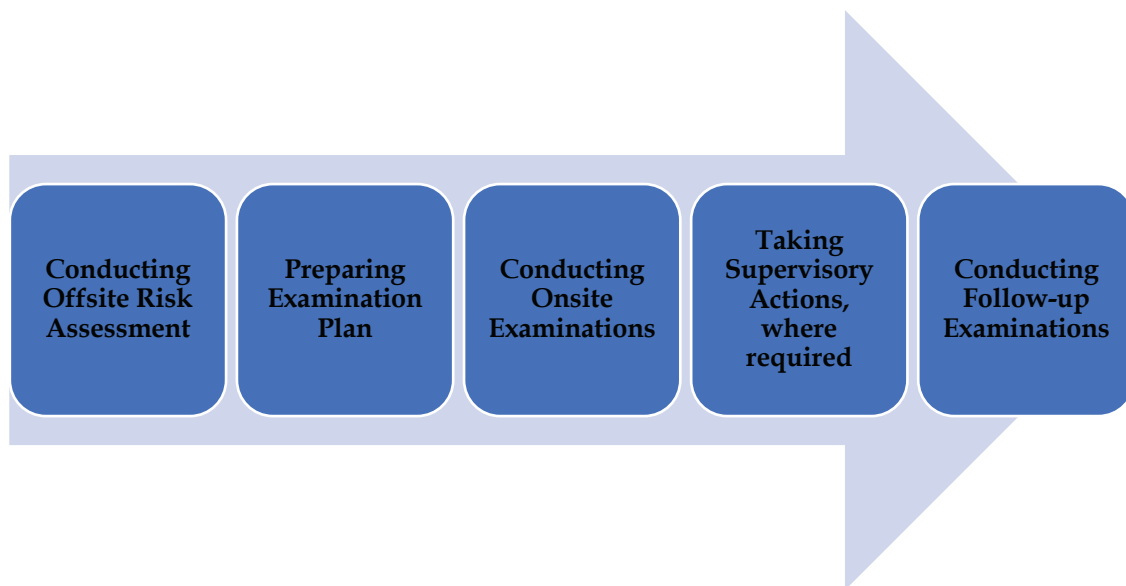 Conducting
Offsite Risk
Assessment
Preparing
Examination
Plan
Conducting
Onsite
Examinations
Taking
Supervisory
Actions,
where
required
Conducting
Follow-up
Examinations